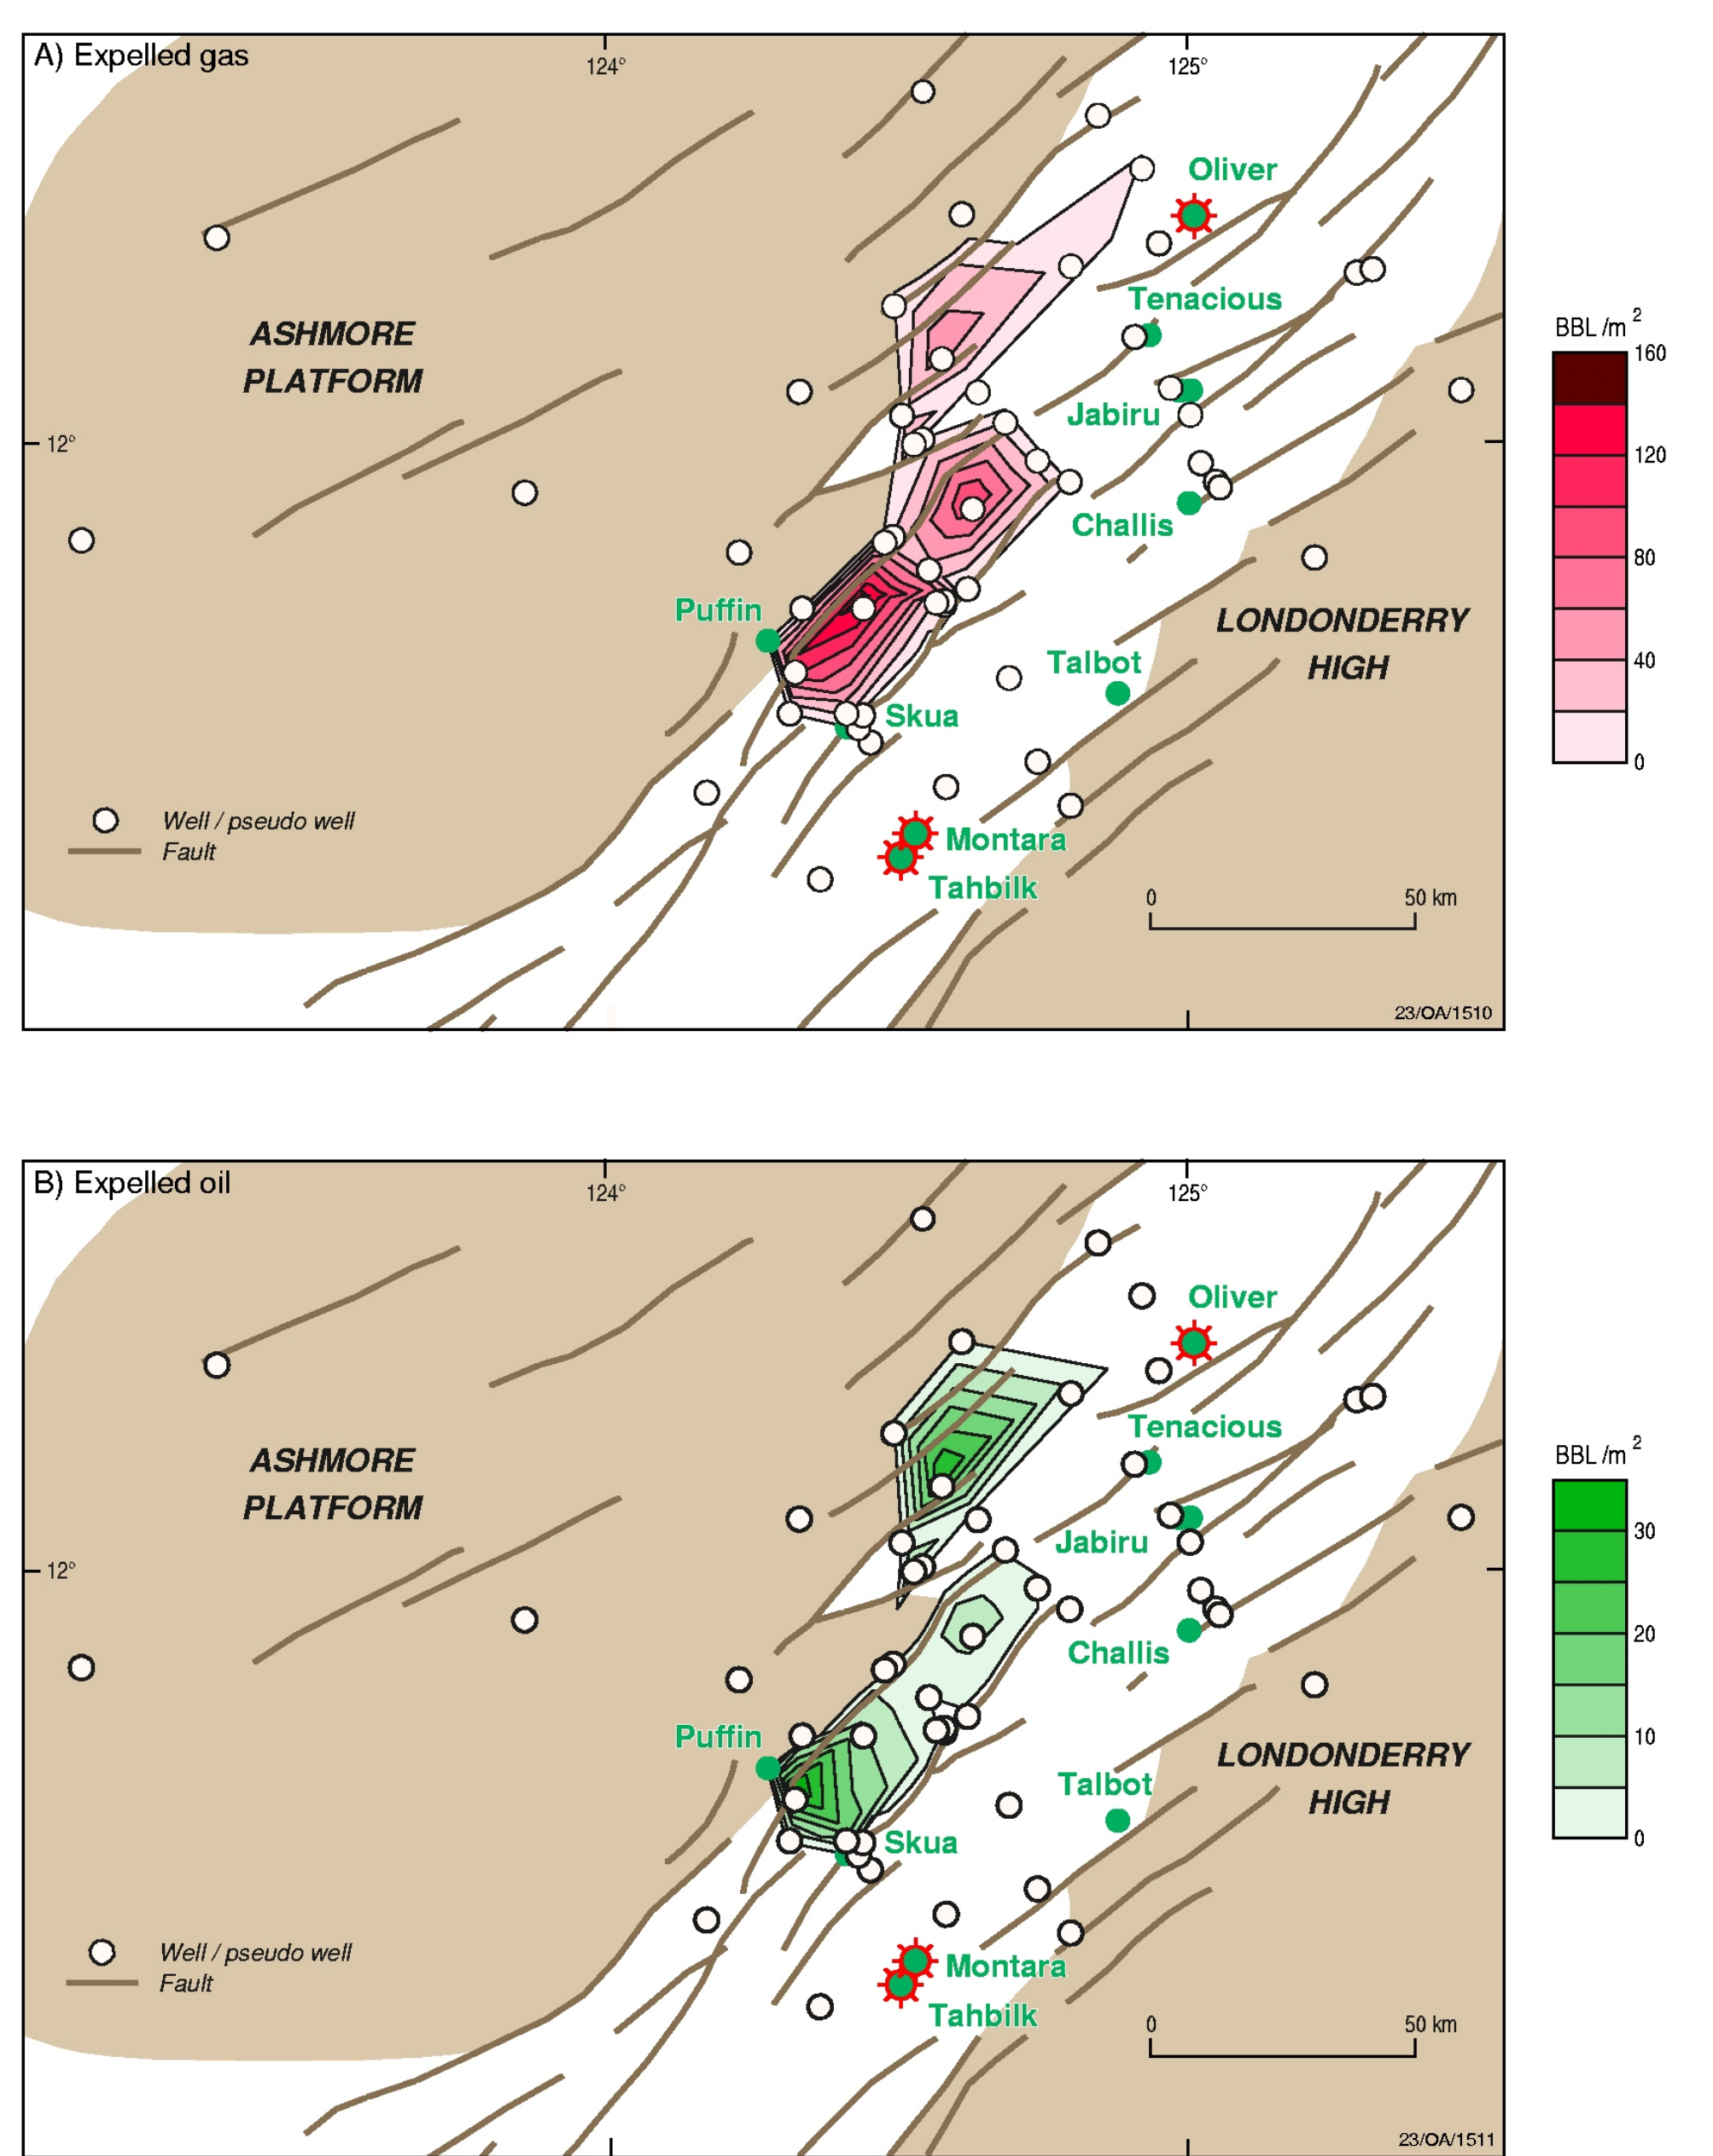 A) Expelled gas
124°
125°
Oliver
Tenacious
ASHMORE
PLATFORM
BBL /m 2
160
Jabiru
12°
120
Challis
80
Puffin
LONDONDERRY
HIGH
Talbot
40
Skua
0
Well / pseudo well
Montara
Fault
Tahbilk
0
50 km
23/OA/1510
B) Expelled oil
124°
125°
Oliver
Tenacious
ASHMORE
PLATFORM
BBL /m 2
30
Jabiru
12°
20
Challis
Puffin
10
LONDONDERRY
HIGH
Talbot
Skua
0
Well / pseudo well
Montara
Fault
Tahbilk
0
50 km
23/OA/1511